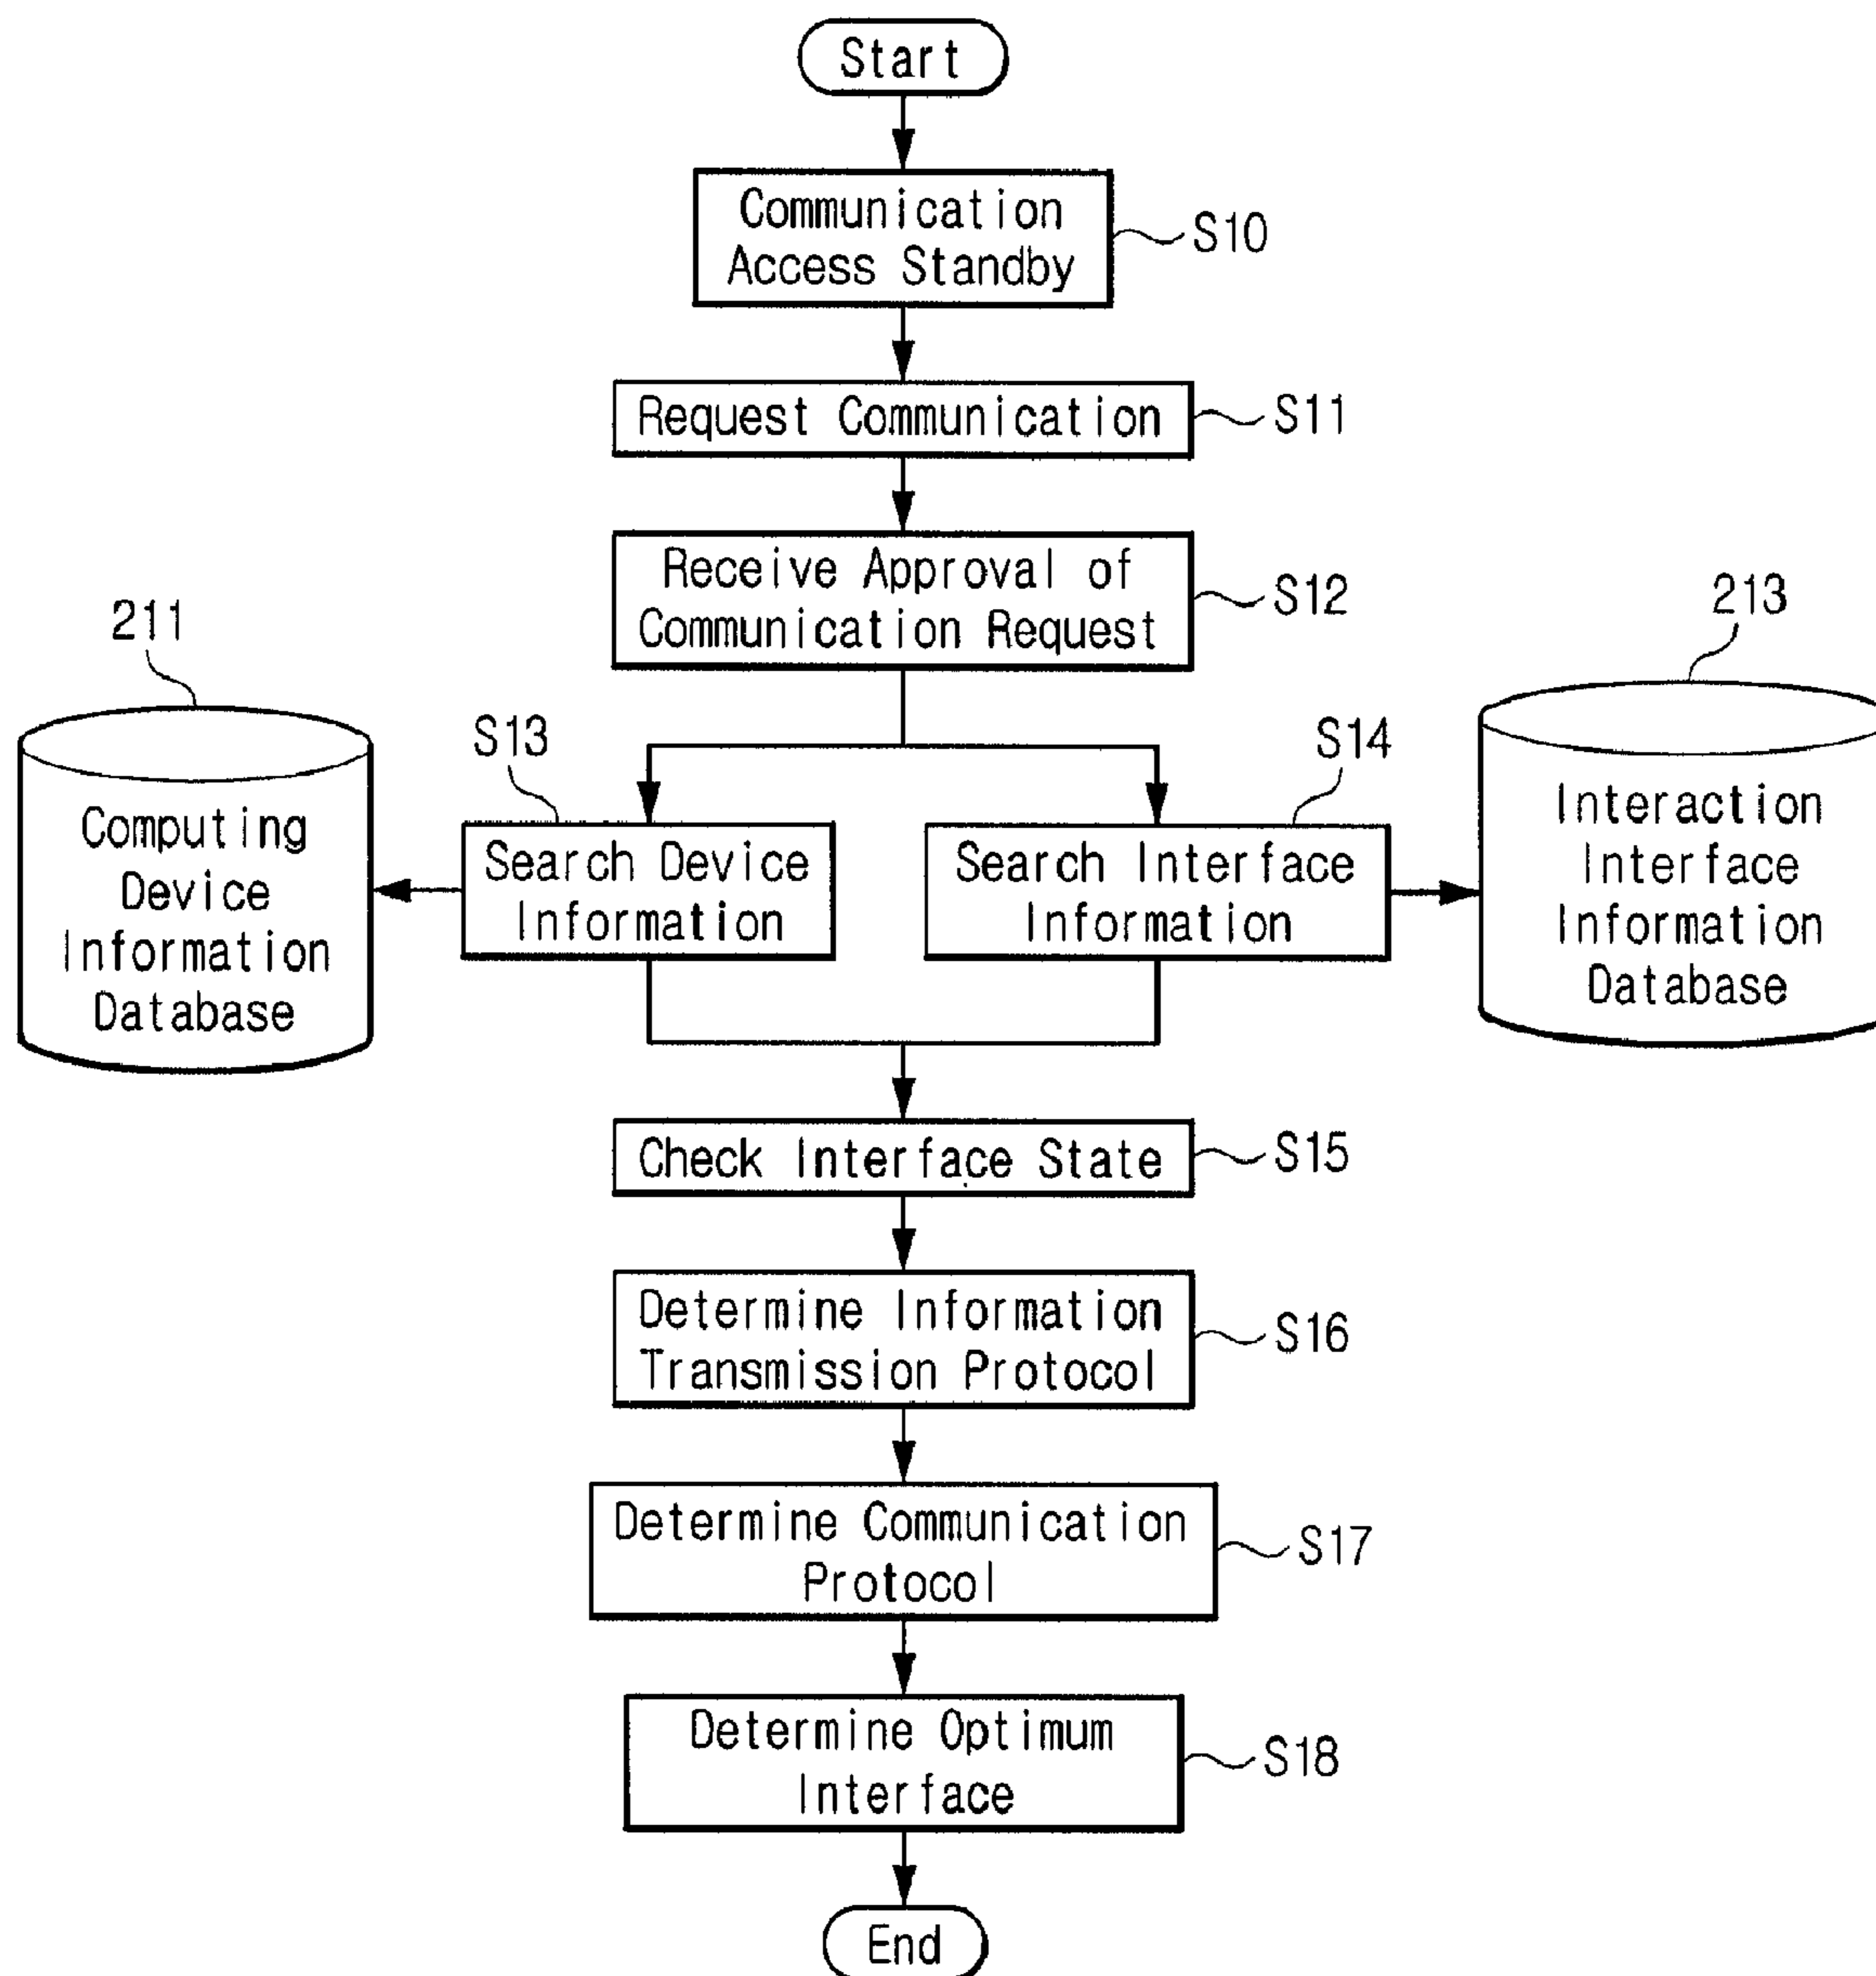 Start
Communication
Access Standby
S10
Request Communication
S11
Receive Approval of
Communication Request
S12
211
213
S13
S14
Computing
Device
Information
Database
Search Device
Information
Search Interface
Information
Interaction
Interface
Information
Database
Check Interface State
S15
Determine Information
Transmission Protocol
S16
Determine Communication
Protocol
S17
Determine Optimum
Interface
S18
End